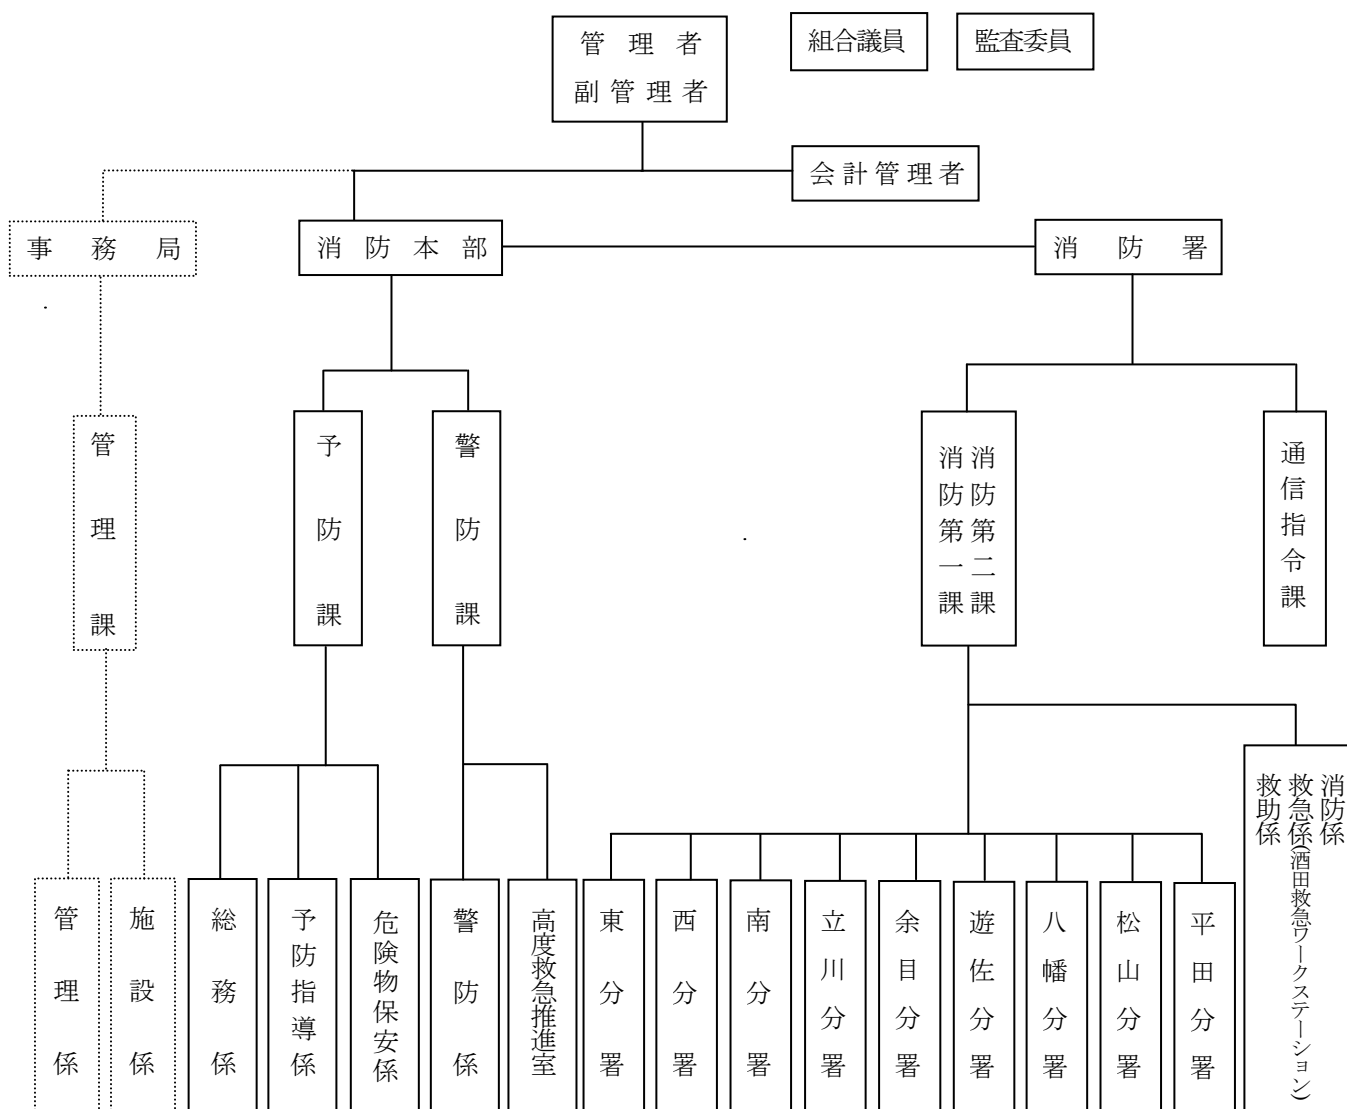 管理者
副管理者
組合議員
監査委員
会計管理者
事務局
消防本部
消防署
管理課
予防課
警防課
消防第二課
消防第一課
通信指令課
消防係
救急係(酒田救急ワークステーション)
救助係
管理係
施設係
総務係
予防指導係
危険物保安係
警防係
高度救急推進室
東分署
西分署
南分署
立川分署
余目分署
遊佐分署
八幡分署
松山分署
平田分署